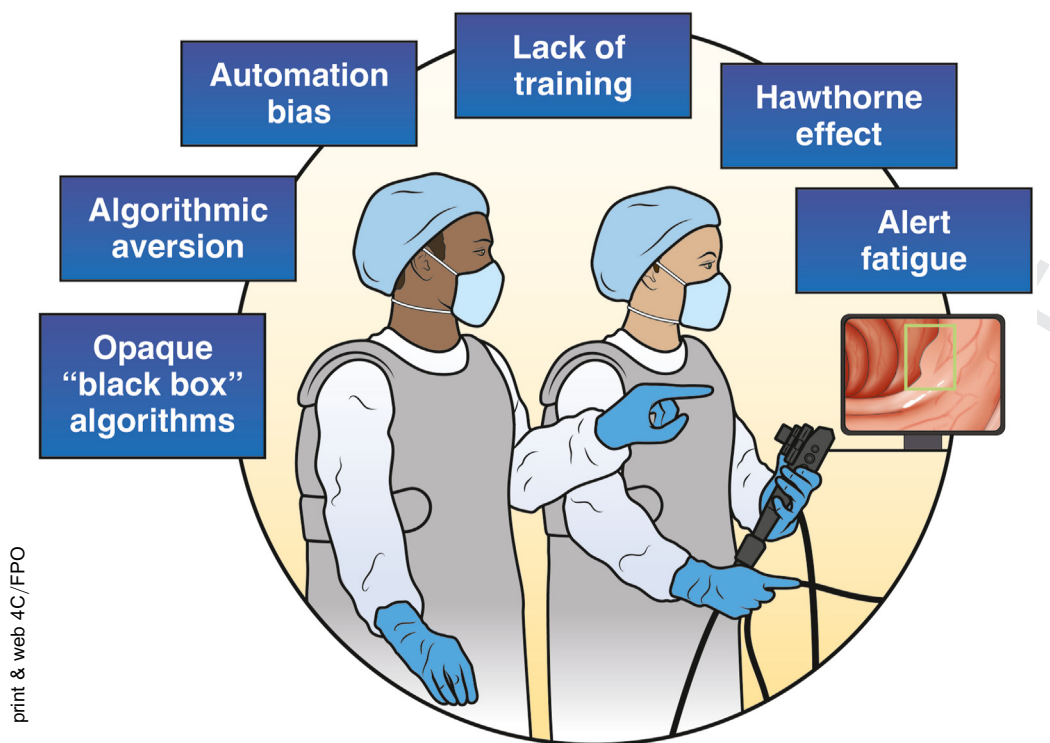 Lack of
training
Automation
bias
Hawthorne
effect
Algorithmic
aversion
Alert
fatigue
Opaque
“black box”
algorithms
print & web 4C/FPO